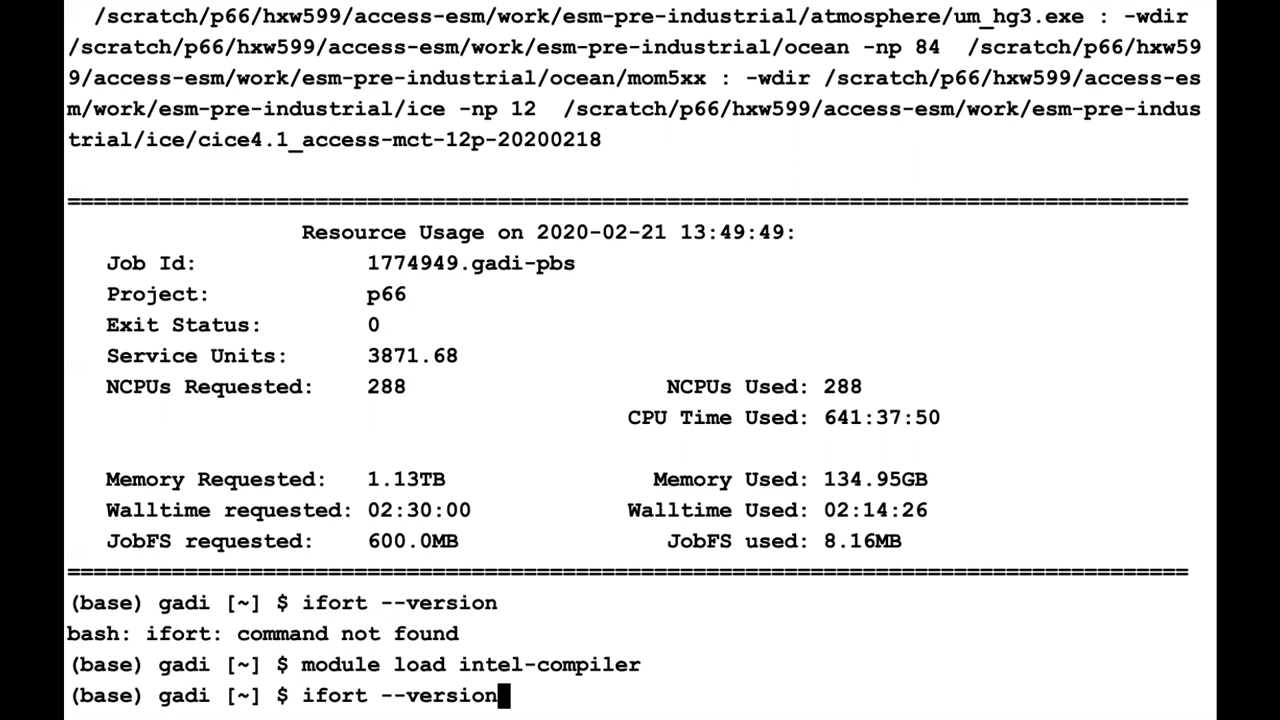 /scratch/p66/hxw599/access-esm/work/esm-pre-industrial/atmosphere/um_hg3.exe : -wdir
/scratch/p66/hxw599/access-esm/work/esm-pre-industrial/ocean -np 84  /scratch/p66/hxw59
9/access-esm/work/esm-pre-industrial/ocean/mom5xx : -wdir /scratch/p66/hxw599/access-es
m/work/esm-pre-industrial/ice -np 12  /scratch/p66/hxw599/access-esm/work/esm-pre-indus
trial/ice/cice4.1_access-mct-12p-20200218
======================================================================================
Resource Usage on 2020-02-21 13:49:49:
Job Id: 1774949.gadi-pbs
Project: p66
Exit Status: 0
Service Units: 3871.68
NCPUs Requested: 288 NCPUs Used: 288
CPU Time Used: 641:37:50
Memory Requested: 1.13TB Memory Used: 134.95GB
Walltime requested: 02:30:00 Walltime Used: 02:14:26
JobFS requested: 600.0MB JobFS used: 8.16MB
======================================================================================
(base) gadi [~] $ ifort --version
bash: ifort: command not found
(base) gadi [~] $ module load intel-compiler
(base) gadi [~] $ ifort --version